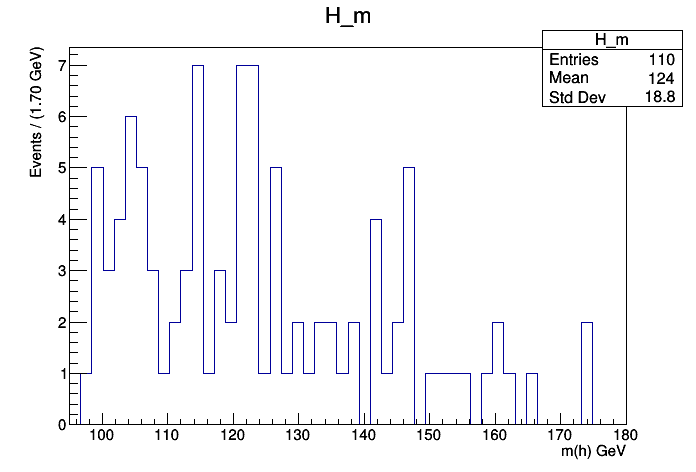 H_m
H_m
Entries 110
Mean 124
Std Dev 18.8
Events / (1.70 GeV)
7
6
5
4
3
2
1
0
100 110 120 130 140 150 160 170 180
m(h) GeV